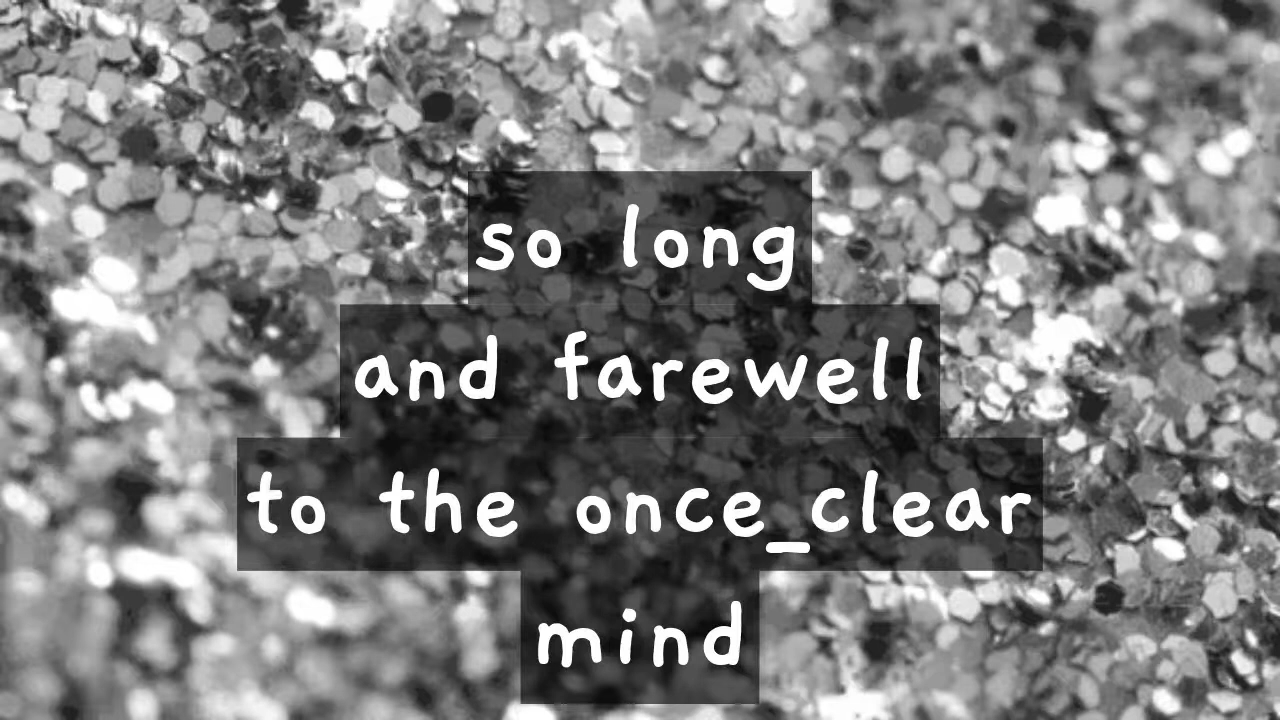 so long
and farewell
to the once_clear
mind